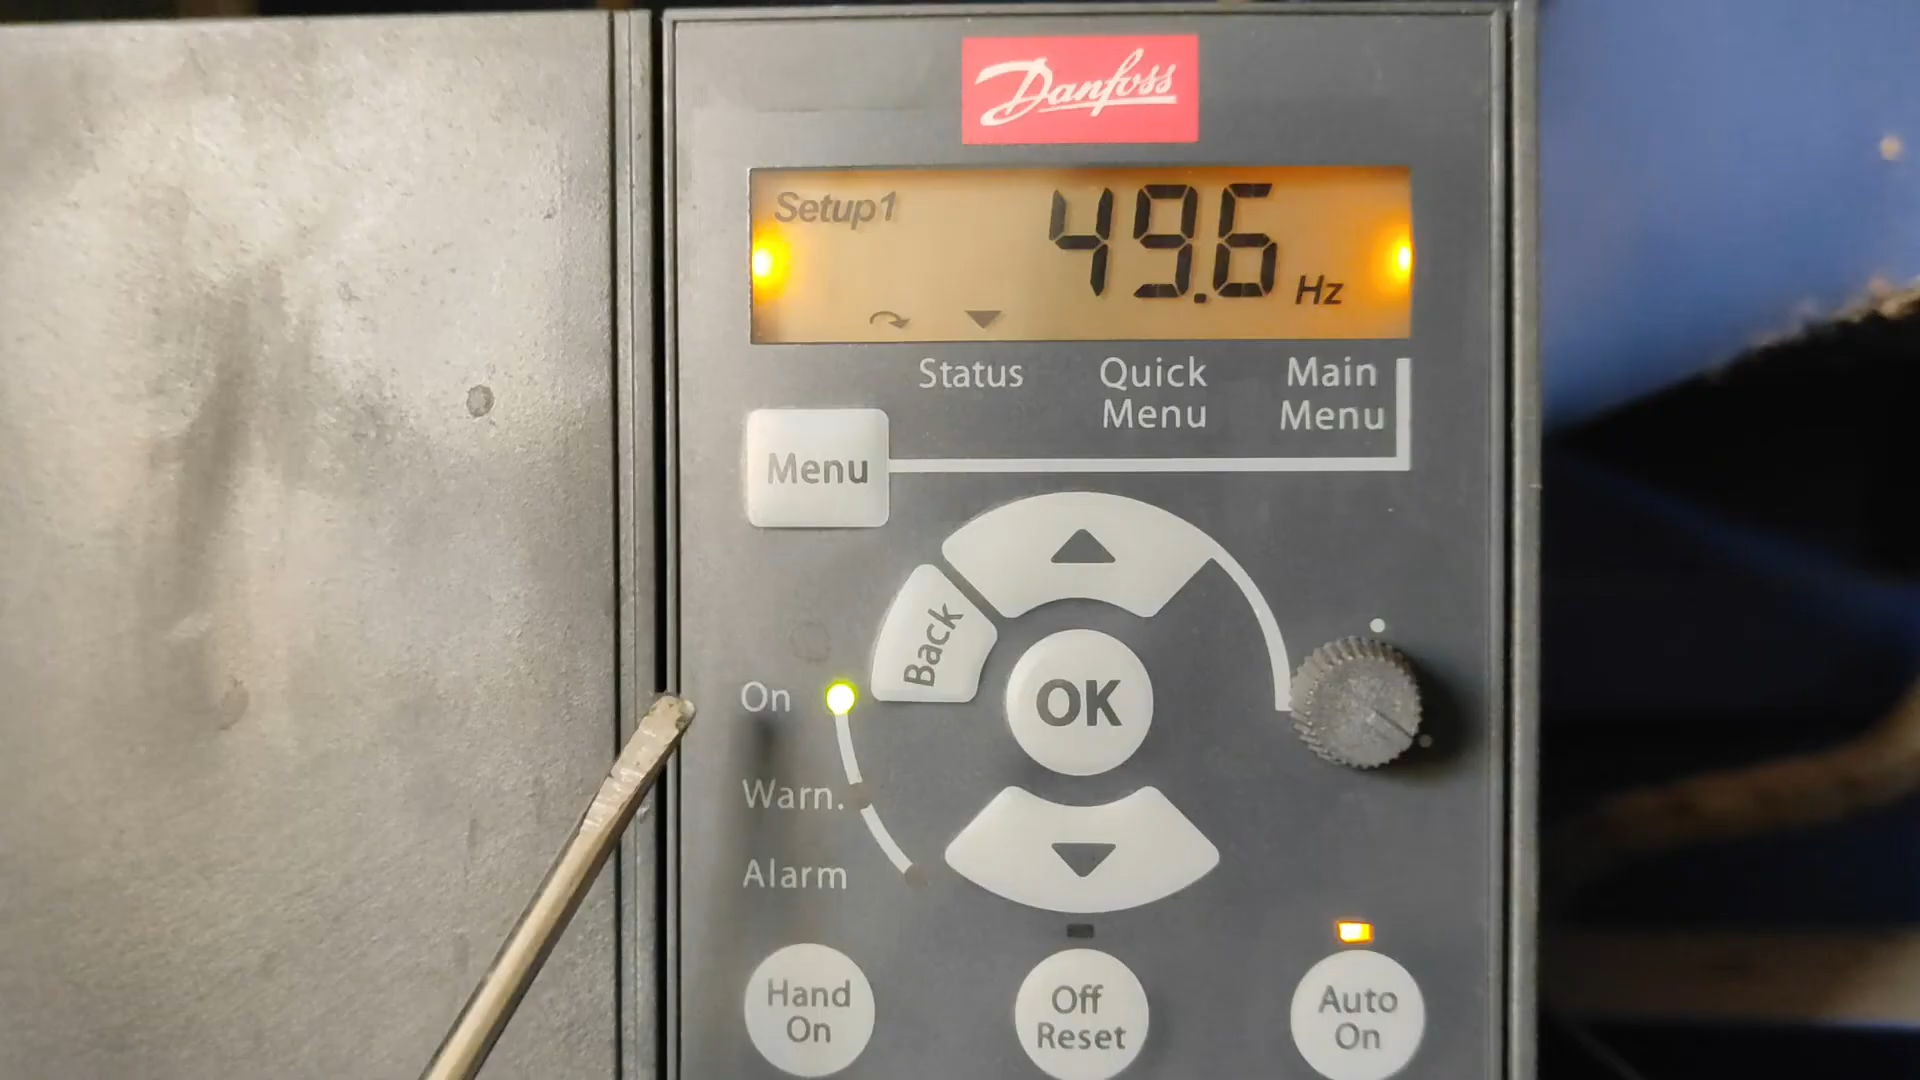 Danfoss
Setup1
49.6 Hz
Status
Quick
Menu
Main
Menu
Menu
Back
OK
On
Warn.
Alarm
Hand
On
Off
Reset
Auto
On